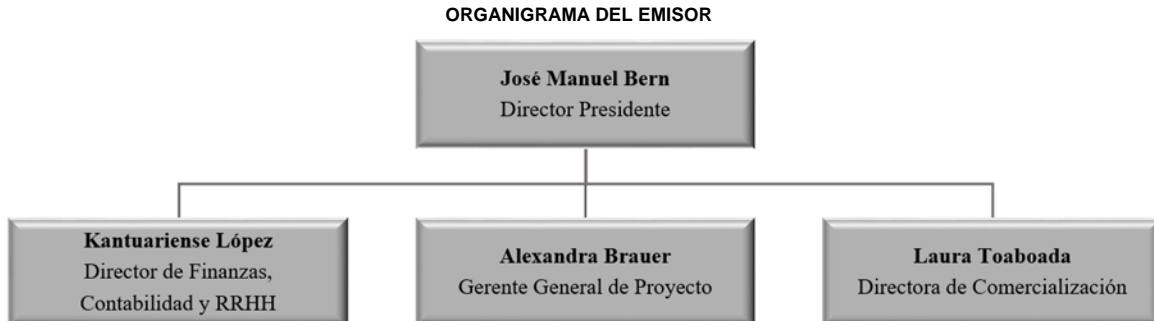 ORGANIGRAMA DEL EMISOR
José Manuel Bern
Director Presidente
Kantuariense López
Director de Finanzas,
Contabilidad y RRHH
Alexandra Brauer
Gerente General de Proyecto
Laura Toaboada
Directora de Comercialización